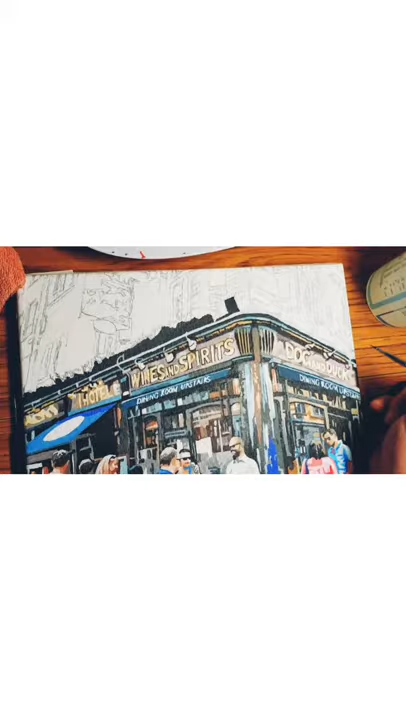 HOTEL
WINES AND SPIRITS
DOG AND DUCK
DINING ROOM UPSTAIRS
DINING ROOM UPSTAIRS